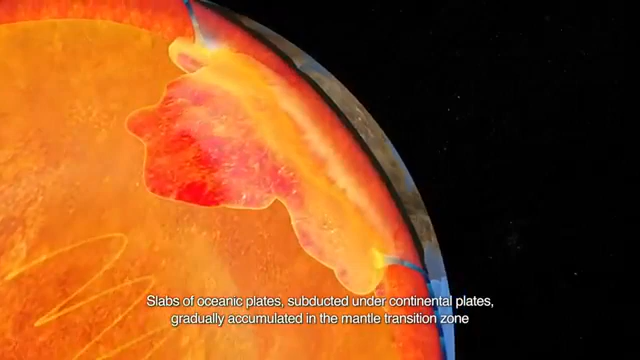 Slabs of oceanic plates, subducted under continental plates,
gradually accumulated in the mantle transition zone